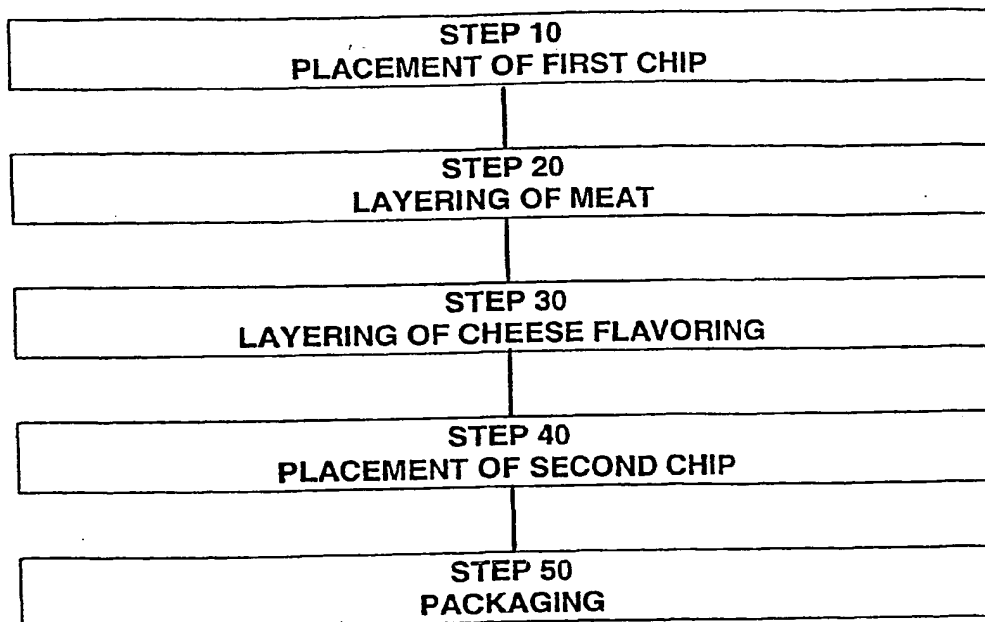 STEP 10
PLACEMENT OF FIRST CHIP
STEP 20
LAYERING OF MEAT
STEP 30
LAYERING OF CHEESE FLAVORING
STEP 40
PLACEMENT OF SECOND CHIP
STEP 50
PACKAGING